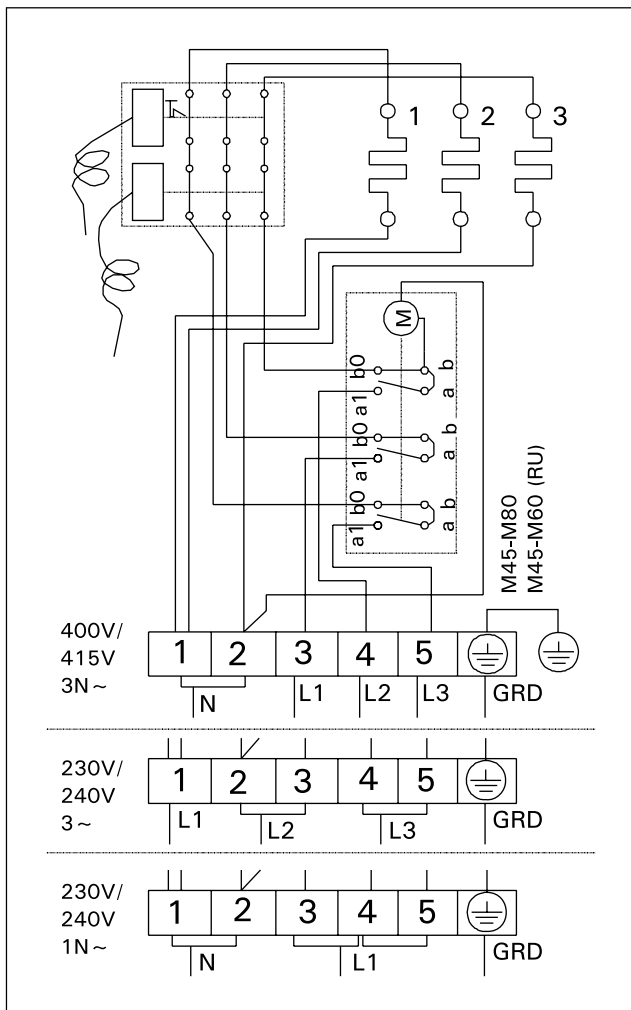 1 2 3
M
b0 b
a1 a
b0 b
a1 a
b0 b
a1 a
M45-M80
M45-M60 (RU)
400V/
415V
3N~
1 2 3 4 5
N L1 L2 L3 GRD
230V/
240V
3~
1 2 3 4 5
L1 L2 L3 GRD
230V/
240V
1N~
1 2 3 4 5
N L1 GRD